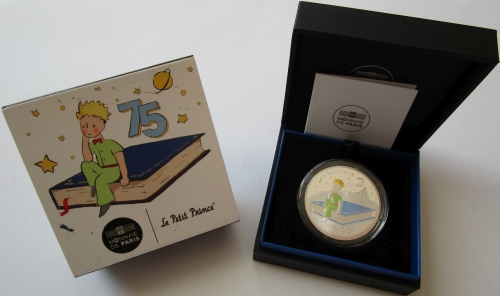 75
MONNAIE
DE PARIS
Le Petit Prince
MONNAIE
DE PARIS